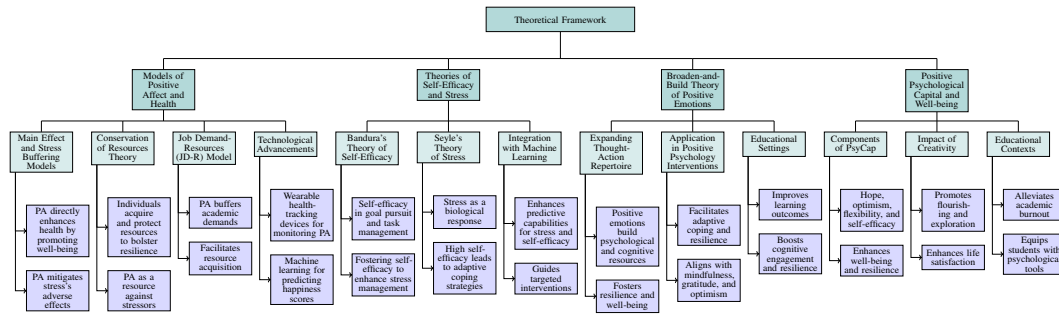 Theoretical Framework
Models of
Positive
Affect and
Health
Theories of
Self-Efficacy
and Stress
Broaden-and-
Build Theory
of Positive
Emotions
Positive
Psychological
Capital and
Well-being
Main Effect
and Stress
Buffering
Models
Conservation
of Resources
Theory
Job Demand-
Resources
(JD-R) Model
Technological
Advancements
Bandura's
Theory of
Self-Efficacy
Seyle's
Theory
of Stress
Integration
with Machine
Learning
Expanding
Thought-
Action
Repertoire
Application
in Positive
Psychology
Interventions
Educational
Settings
Components
of PsyCap
Impact of
Creativity
Educational
Contexts
PA directly
enhances
health by
promoting
well-being
PA mitigates
stress's
adverse
effects
Individuals
acquire
and protect
resources to
bolster
resilience
PA as a
resource
against
stressors
PA buffers
academic
demands
Facilitates
resource
acquisition
Wearable
health-
tracking
devices for
monitoring PA
Machine
learning for
predicting
happiness
scores
Self-efficacy
in goal pursuit
and task
management
Fostering self-
efficacy to
enhance stress
management
Stress as a
biological
response
High self-
efficacy leads
to adaptive
coping
strategies
Enhances
predictive
capabilities
for stress and
self-efficacy
Guides
targeted
interventions
Positive
emotions
build
psychological
and cognitive
resources
Fosters
resilience and
well-being
Facilitates
adaptive
coping and
resilience
Aligns with
mindfulness,
gratitude, and
optimism
Improves
learning
outcomes
Boosts
cognitive
engagement
and resilience
Hope,
optimism,
flexibility, and
self-efficacy
Enhances
well-being
and resilience
Promotes
flourish-
ing and
exploration
Enhances life
satisfaction
Alleviates
academic
burnout
Equips
students with
psychological
tools